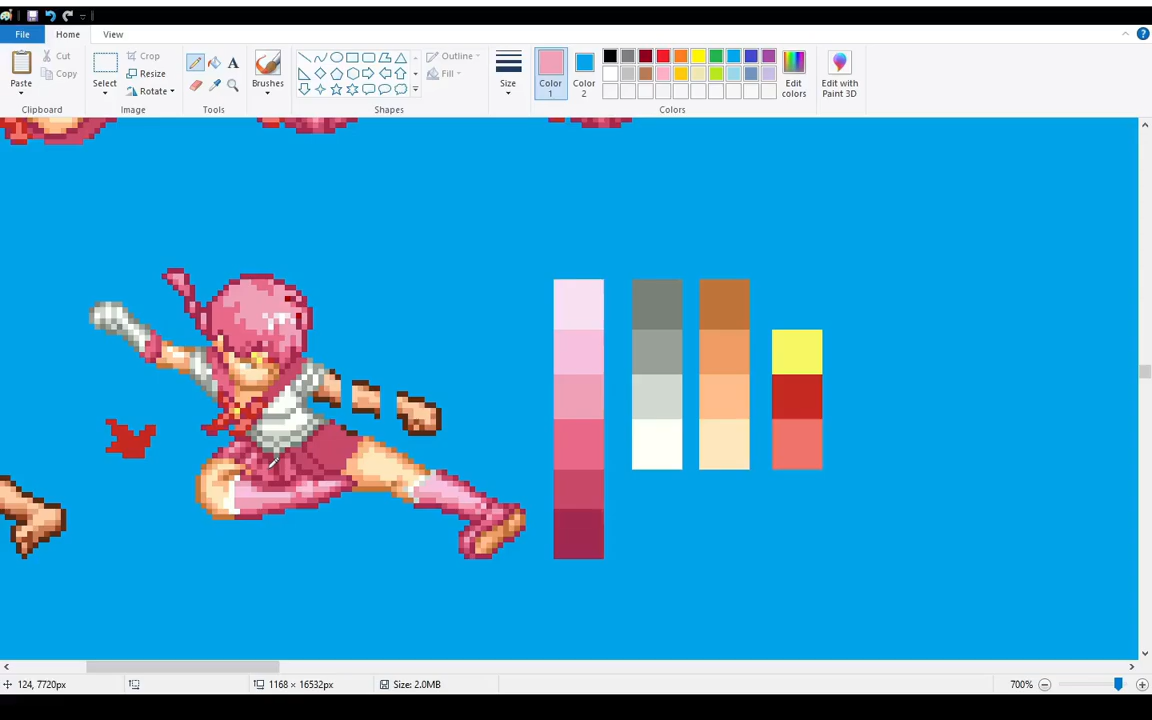 File Home View
Paste
Cut
Copy
Clipboard
Select
Crop
Resize
Rotate
Image
Tools
Brushes
Outline
Fill
Shapes
Size
Color 1
Color 2
Colors
Edit colors
Edit with Paint 3D
124, 7720px
1168 × 16532px
Size: 2.0MB
700%